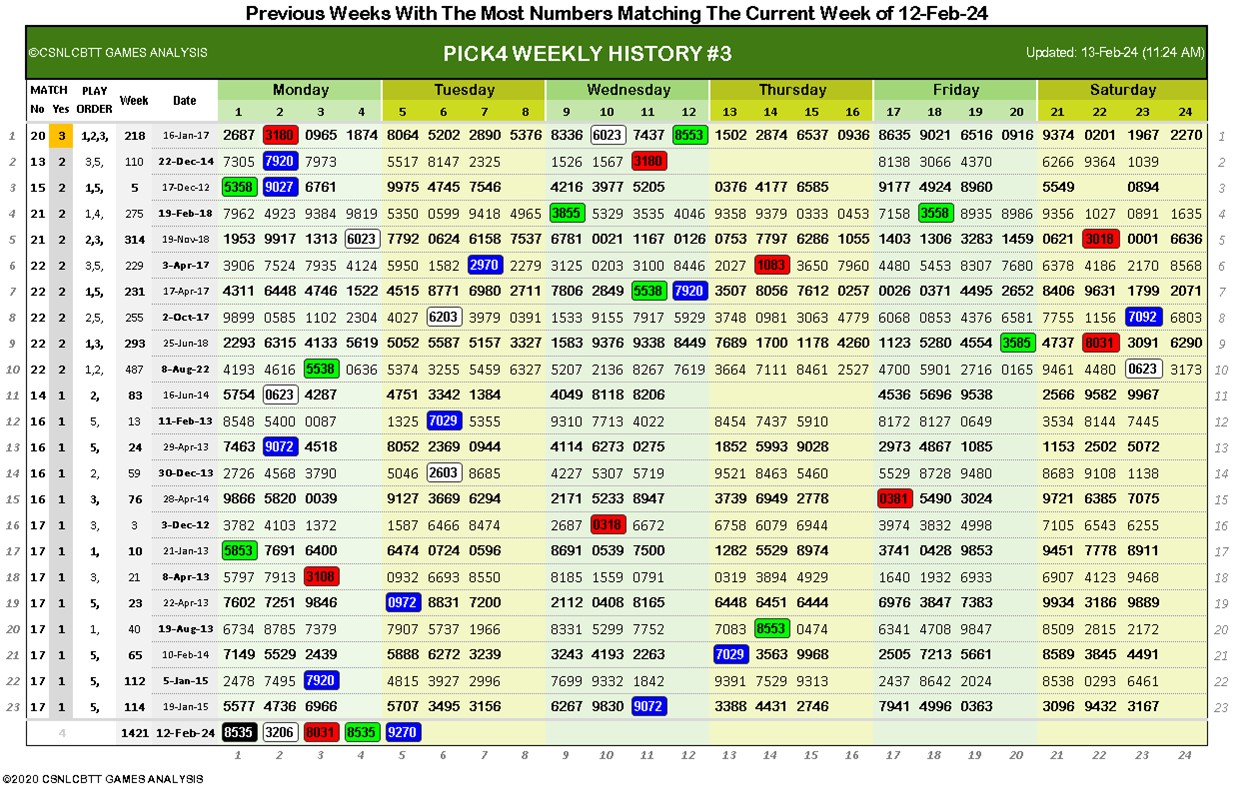 Previous Weeks With The Most Numbers Matching The Current Week of 12-Feb-24
©CSNLCBTT GAMES ANALYSIS PICK4 WEEKLY HISTORY #3 Updated: 13-Feb-24 (11:24 AM)
MATCH PLAY Week Date Monday Tuesday Wednesday Thursday Friday Saturday
No Yes ORDER 1 2 3 4 5 6 7 8 9 10 11 12 13 14 15 16 17 18 19 20 21 22 23 24
1 20 3 1,2,3, 218 16-Jan-17 2687 3180 0965 1874 8064 5202 2890 5376 8336 6023 7437 8553 1502 2874 6537 0936 8635 9021 6516 0916 9374 0201 1967 2270 1
2 13 2 3,5, 110 22-Dec-14 7305 7920 7973 5517 8147 2325 1526 1567 3180 8138 3066 4370 6266 9364 1039 2
3 15 2 1,5, 5 17-Dec-12 5358 9027 6761 9975 4745 7546 4216 3977 5205 0376 4177 6585 9177 4924 8960 5549 0894 3
4 21 2 1,4, 275 19-Feb-18 7962 4923 9384 9819 5350 0599 9418 4965 3855 5329 3535 4046 9358 9379 0333 0453 7158 3558 8935 8986 9356 1027 0891 1635 4
5 21 2 2,3, 314 19-Nov-18 1953 9917 1313 6023 7792 0624 6158 7537 6781 0021 1167 0126 0753 7797 6286 1055 1403 1306 3283 1459 0621 3018 0001 6636 5
6 22 2 3,5, 229 3-Apr-17 3906 7524 7935 4124 5950 1582 2970 2279 3125 0203 3100 8446 2027 1083 3650 7960 4480 5453 8307 7680 6378 4186 2170 8568 6
7 22 2 1,5, 231 17-Apr-17 4311 6448 4746 1522 4515 8771 6980 2711 7806 2849 5538 7920 3507 8056 7612 0257 0026 0371 4495 2652 8406 9631 1799 2071 7
8 22 2 2,5, 255 2-Oct-17 9899 0585 1102 2304 4027 6203 3979 0391 1533 9155 7917 5929 3748 0981 3063 4779 6068 0853 4376 6581 7755 1156 7092 6803 8
9 22 2 1,3, 293 25-Jun-18 2293 6315 4133 5619 5052 5587 5157 3327 1583 9376 9338 8449 7689 1700 1178 4260 1123 5280 4554 3585 4737 8031 3091 6290 9
10 22 2 1,2, 487 8-Aug-22 4193 4616 5538 0636 5374 3255 5459 6327 5207 2136 8267 7619 3664 7111 8461 2527 4700 5901 2716 0165 9461 4480 0623 3173 10
11 14 1 2, 83 16-Jun-14 5754 0623 4287 4751 3342 1384 4049 8118 8206 4536 5696 9538 2566 9582 9967 11
12 16 1 5, 13 11-Feb-13 8548 5400 0087 1325 7029 5355 9310 7713 4022 8454 7437 5910 8172 8127 0649 3534 8144 7445 12
13 16 1 5, 24 29-Apr-13 7463 9072 4518 8052 2369 0944 4114 6273 0275 1852 5993 9028 2973 4867 1085 1153 2502 5072 13
14 16 1 2, 59 30-Dec-13 2726 4568 3790 5046 2603 8685 4227 5307 5719 9521 8463 5460 5529 8728 9480 8683 9108 1138 14
15 16 1 3, 76 28-Apr-14 9866 5820 0039 9127 3669 6294 2171 5233 8947 3739 6949 2778 0381 5490 3024 9721 6385 7075 15
16 17 1 3, 3 3-Dec-12 3782 4103 1372 1587 6466 8474 2687 0318 6672 6758 6079 6944 3974 3832 4998 7105 6543 6255 16
17 17 1 1, 10 21-Jan-13 5853 7691 6400 6474 0724 0596 8691 0539 7500 1282 5529 8974 3741 0428 9853 9451 7778 8911 17
18 17 1 3, 21 8-Apr-13 5797 7913 3108 0932 6693 8550 8185 1559 0791 0319 3894 4929 1640 1932 6933 6907 4123 9468 18
19 17 1 5, 23 22-Apr-13 7602 7251 9846 0972 8831 7200 2112 0408 8165 6448 6451 6444 6976 3847 7383 9934 3186 9889 19
20 17 1 1, 40 19-Aug-13 6734 8785 7379 7907 5737 1966 8331 5299 7752 7083 8553 0474 6341 4708 9847 8509 2815 2172 20
21 17 1 5, 65 10-Feb-14 7149 5529 2439 5888 6272 3239 3243 4193 2263 7029 3563 9968 2505 7213 5661 8589 3845 4491 21
22 17 1 5, 112 5-Jan-15 2478 7495 7920 4815 3927 2996 7699 9332 1842 9391 7529 9313 2437 8642 2024 8538 0293 6461 22
23 17 1 5, 114 19-Jan-15 5577 4736 6966 5707 3495 3156 6267 9830 9072 3388 4431 2746 7941 4996 0363 3096 9432 3167 23
4 1421 12-Feb-24 8535 3206 8031 8535 9270
1 2 3 4 5 6 7 8 9 10 11 12 13 14 15 16 17 18 19 20 21 22 23 24
©2020 CSNLCBTT GAMES ANALYSIS